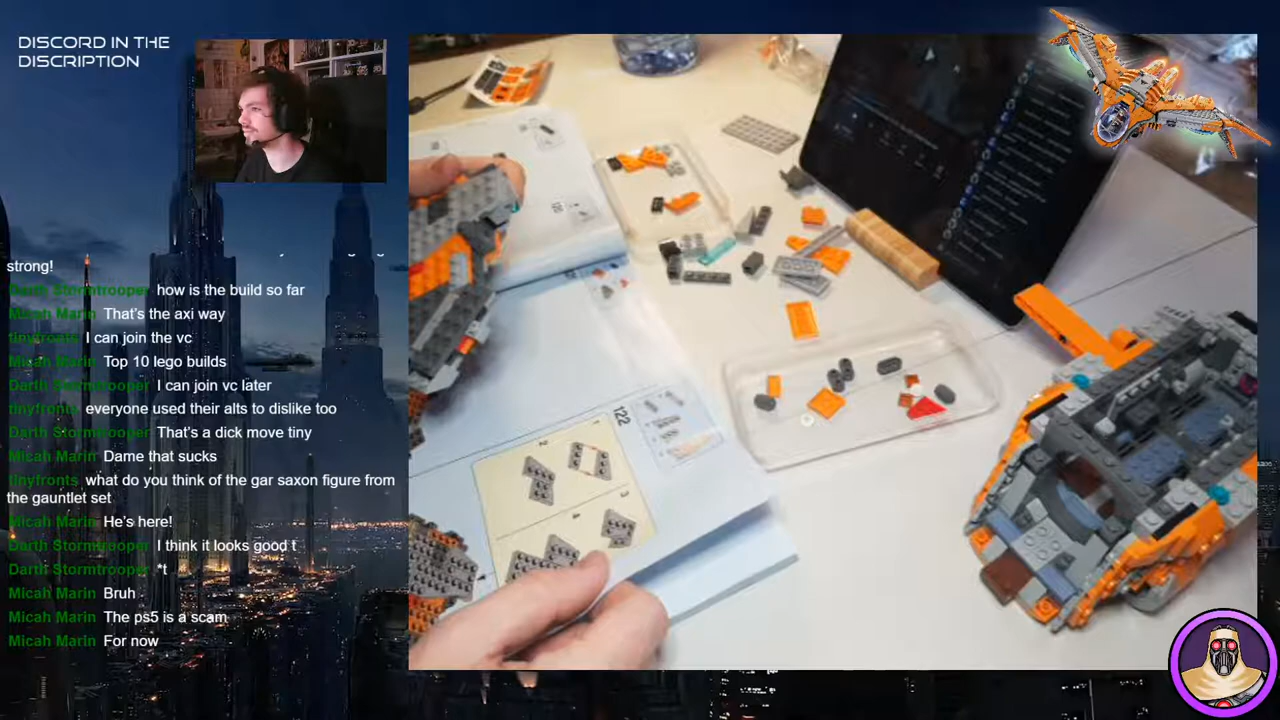 DISCORD IN THE
DISCRIPTION
strong!
Darth Stormtrooper how is the build so far
Micah Marin That's the axi way
tinyfronts I can join the vc
Micah Marin Top 10 lego builds
Darth Stormtrooper I can join vc later
tinyfronts everyone used their alts to dislike too
Darth Stormtrooper That's a dick move tiny
Micah Marin Dame that sucks
tinyfronts what do you think of the gar saxon figure from
the gauntlet set
Micah Marin He's here!
Darth Stormtrooper I think it looks good t
Darth Stormtrooper *t
Micah Marin Bruh
Micah Marin The ps5 is a scam
Micah Marin For now
122
1
2
3
4